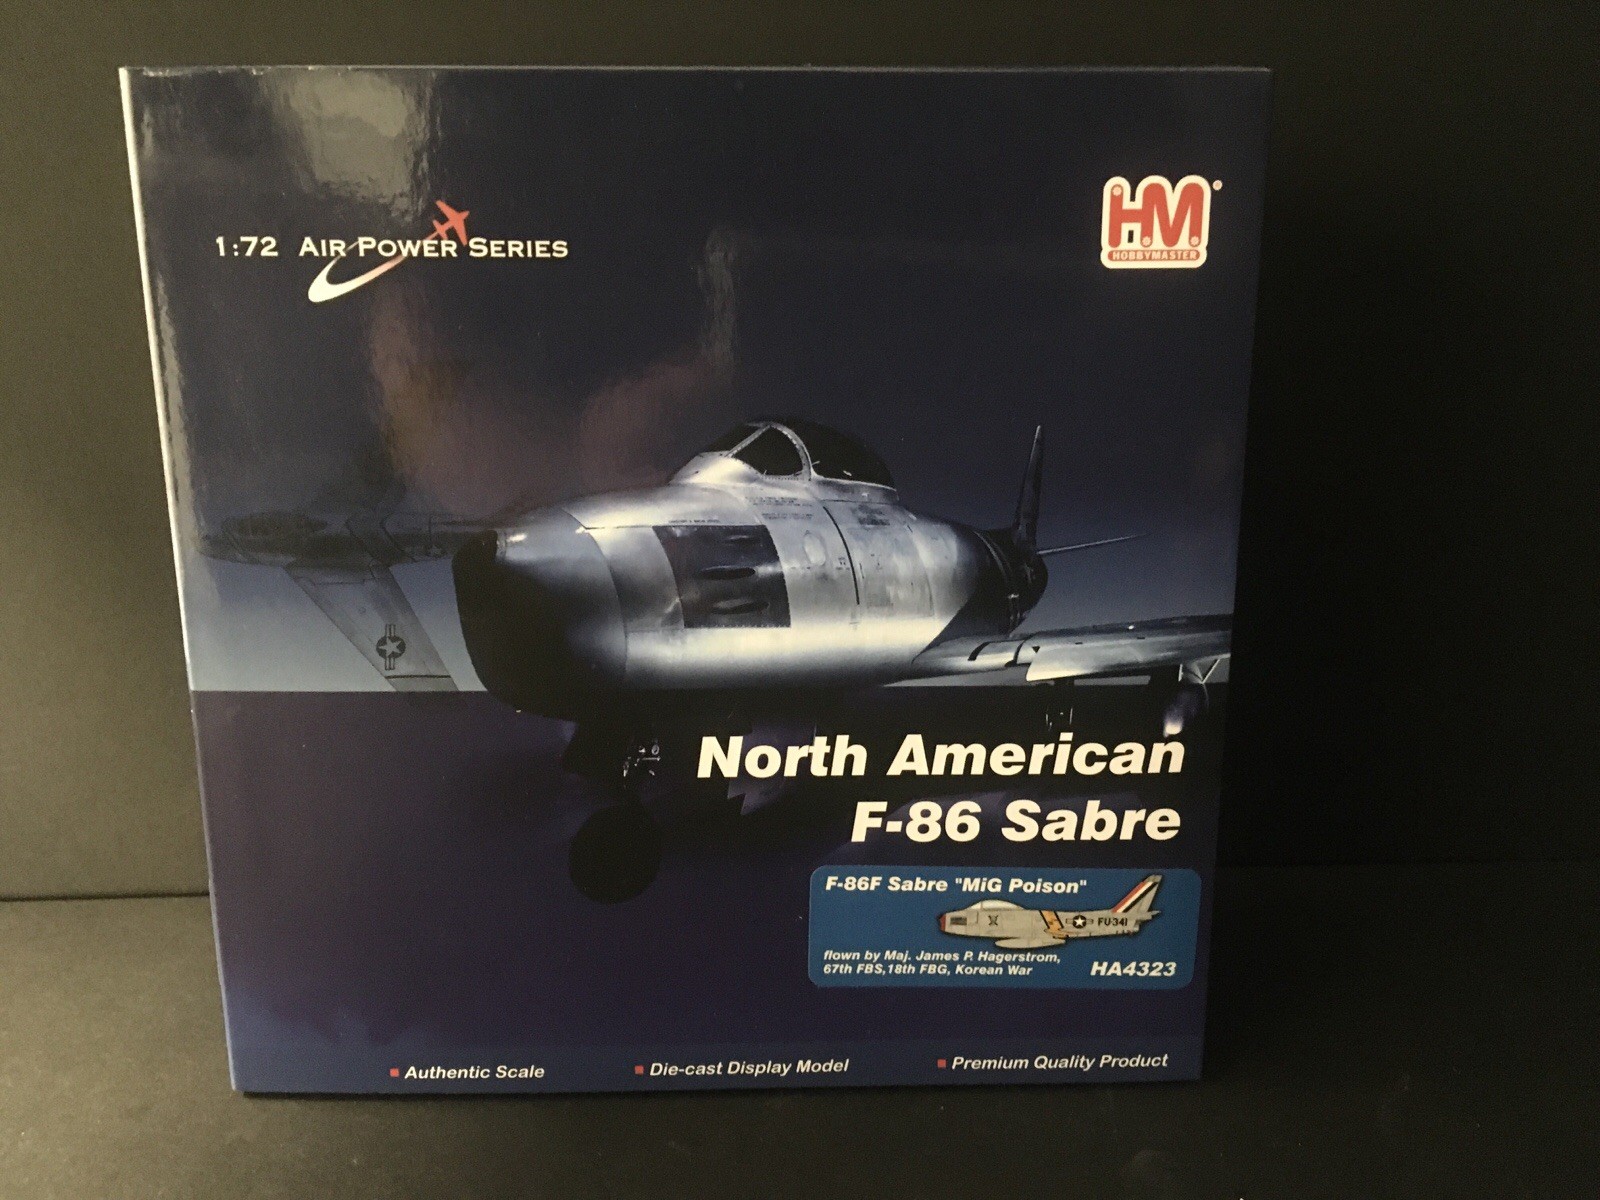 1:72 AIR POWER SERIES
HM®
HOBBYMASTER
North American
F-86 Sabre
F-86F Sabre "MiG Poison"
FU-341
flown by Maj. James P. Hagerstrom,
67th FBS,18th FBG, Korean War
HA4323
Authentic Scale
Die-cast Display Model
Premium Quality Product